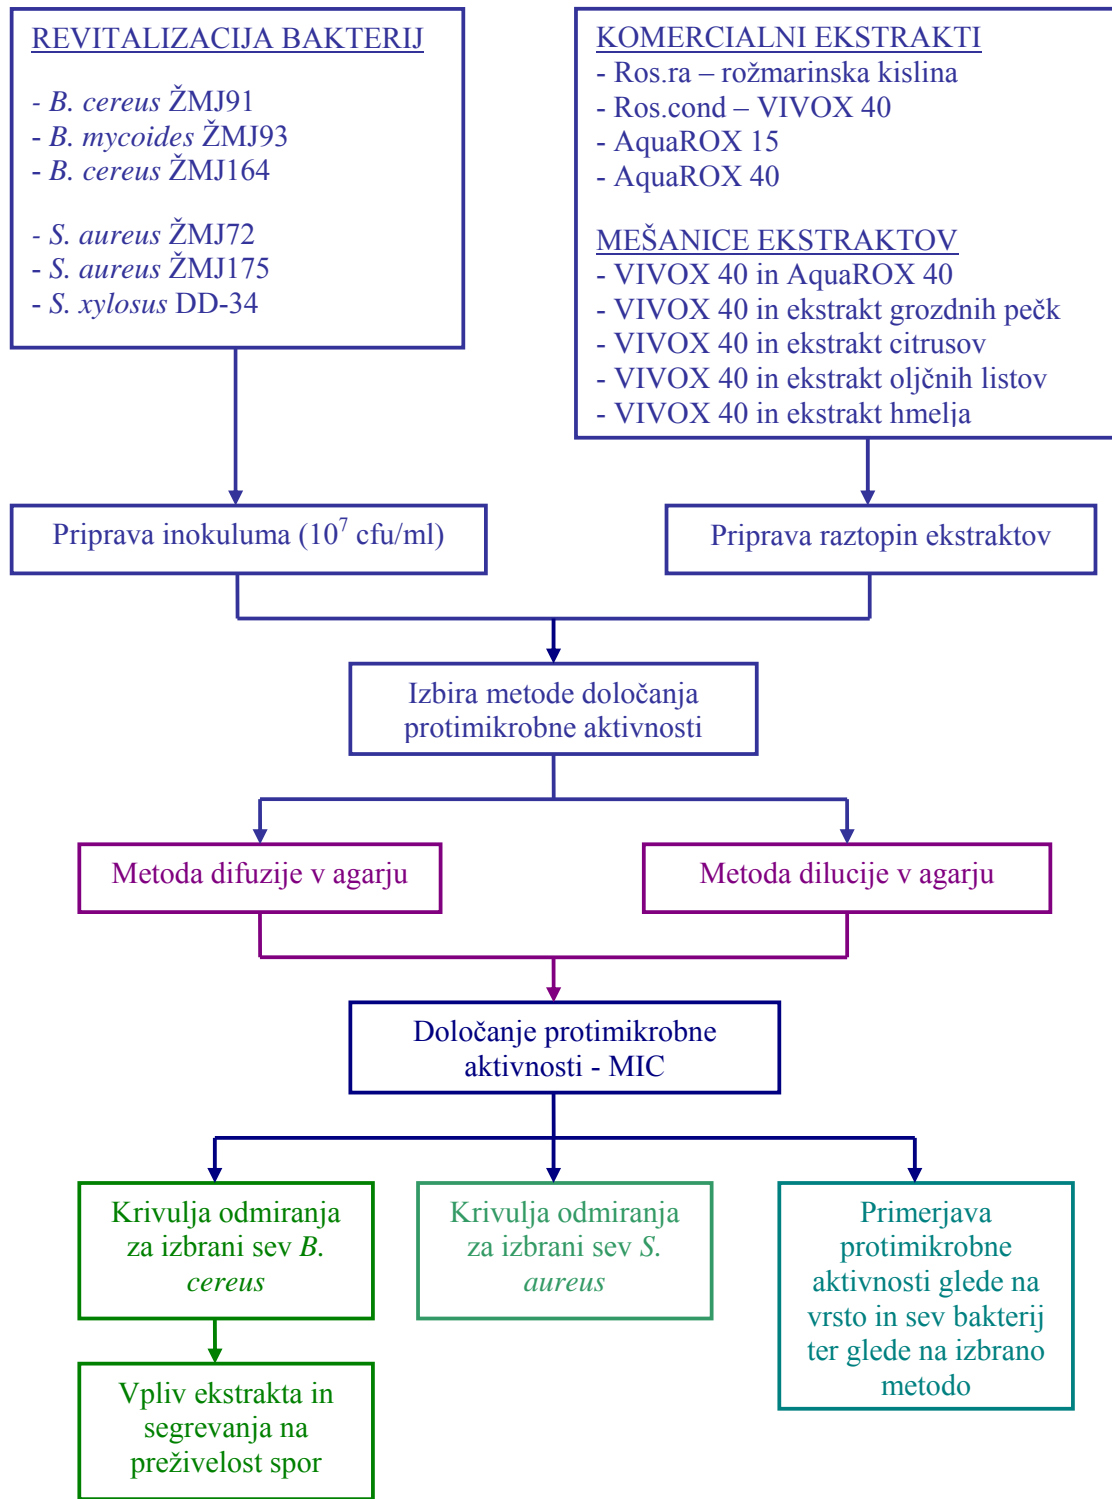 REVITALIZACIJA BAKTERIJ
- B. cereus ŽMJ91
- B. mycoides ŽMJ93
- B. cereus ŽMJ164
- S. aureus ŽMJ72
- S. aureus ŽMJ175
- S. xylosus DD-34
KOMERCIALNI EKSTRAKTI
- Ros.ra – rožmarinska kislina
- Ros.cond – VIVOX 40
- AquaROX 15
- AquaROX 40
MEŠANICE EKSTRAKTOV
- VIVOX 40 in AquaROX 40
- VIVOX 40 in ekstrakt grozdnih pečk
- VIVOX 40 in ekstrakt citrusov
- VIVOX 40 in ekstrakt oljčnih listov
- VIVOX 40 in ekstrakt hmelja
Priprava inokuluma (10⁷ cfu/ml)
Priprava raztopin ekstraktov
Izbira metode določanja
protimikrobne aktivnosti
Metoda difuzije v agarju
Metoda dilucije v agarju
Določanje protimikrobne
aktivnosti - MIC
Krivulja odmiranja
za izbrani sev B.
cereus
Krivulja odmiranja
za izbrani sev S.
aureus
Primerjava
protimikrobne
aktivnosti glede na
vrsto in sev bakterij
ter glede na izbrano
metodo
Vpliv ekstrakta in
segrevanja na
preživelost spor